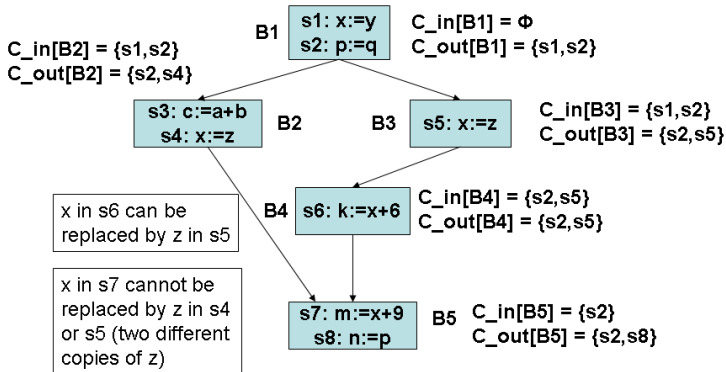 B1
s1: x:=y
s2: p:=q
C_in[B1] = Φ
C_out[B1] = {s1,s2}
C_in[B2] = {s1,s2}
C_out[B2] = {s2,s4}
s3: c:=a+b
s4: x:=z
B2
B3
s5: x:=z
C_in[B3] = {s1,s2}
C_out[B3] = {s2,s5}
x in s6 can be
replaced by z in s5
B4
s6: k:=x+6
C_in[B4] = {s2,s5}
C_out[B4] = {s2,s5}
x in s7 cannot be
replaced by z in s4
or s5 (two different
copies of z)
s7: m:=x+9
s8: n:=p
B5
C_in[B5] = {s2}
C_out[B5] = {s2,s8}